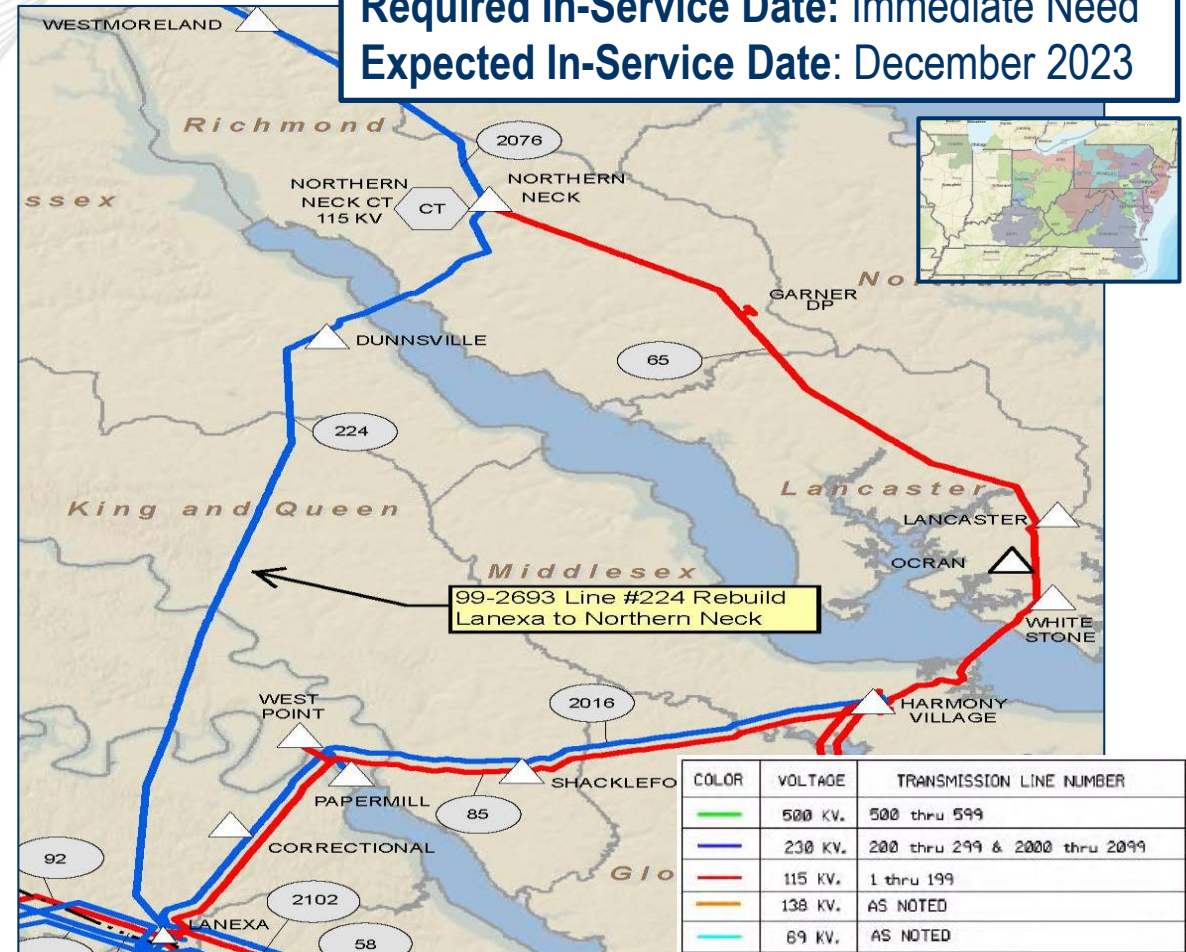 Required In-Service Date: Immediate Need
Expected In-Service Date: December 2023
WESTMORELAND
Richmond
2076
NORTHERN
NECK CT
115 KV
CT
NORTHERN
NECK
ssex
GARNER
DP
No
65
DUNNSVILLE
224
King and Queen
Lancaster
LANCASTER
OCRAN
Middlesex
99-2693 Line #224 Rebuild
Lanexa to Northern Neck
WHITE
STONE
WEST
POINT
2016
HARMONY
VILLAGE
SHACKLEFO
PAPERMILL
85
CORRECTIONAL
Glo
92
2102
LANEXA
58
COLOR VOLTAGE TRANSMISSION LINE NUMBER
500 KV. 500 thru 599
230 KV. 200 thru 299 & 2000 thru 2099
115 KV. 1 thru 199
138 KV. AS NOTED
69 KV. AS NOTED